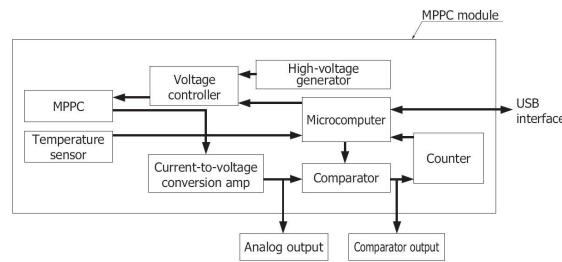 MPPC module
High-voltage
generator
Voltage
controller
MPPC
Microcomputer
USB
interface
Temperature
sensor
Counter
Current-to-voltage
conversion amp
Comparator
Analog output
Comparator output